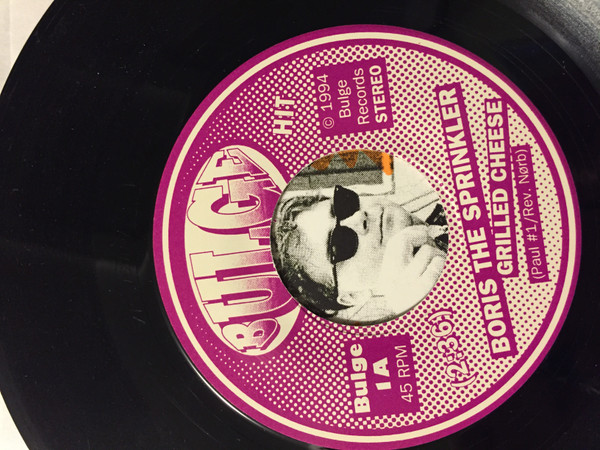 BULGE
Bulge
1 A
45 RPM
HIT
© 1994
Bulge
Records
STEREO
(2:36)
BORIS THE SPRINKLER
GRILLED CHEESE
(Paul #1/Rev. Nørb)